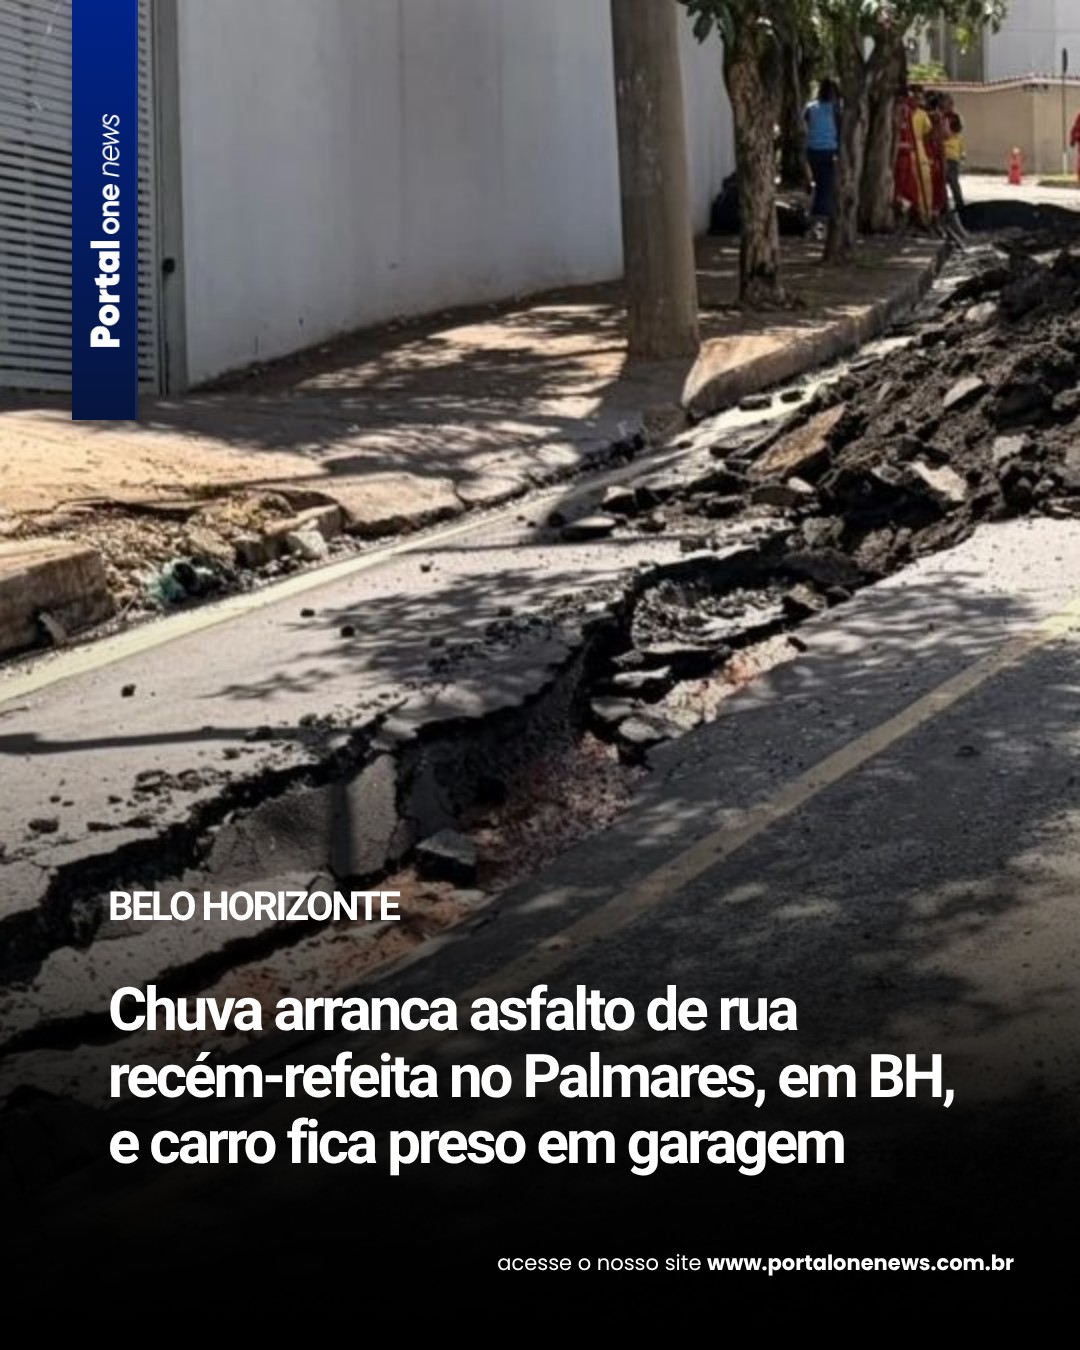 Portal one news
BELO HORIZONTE
Chuva arranca asfalto de rua
recém-refeita no Palmares, em BH,
e carro fica preso em garagem
acesse o nosso site www.portalonenews.com.br